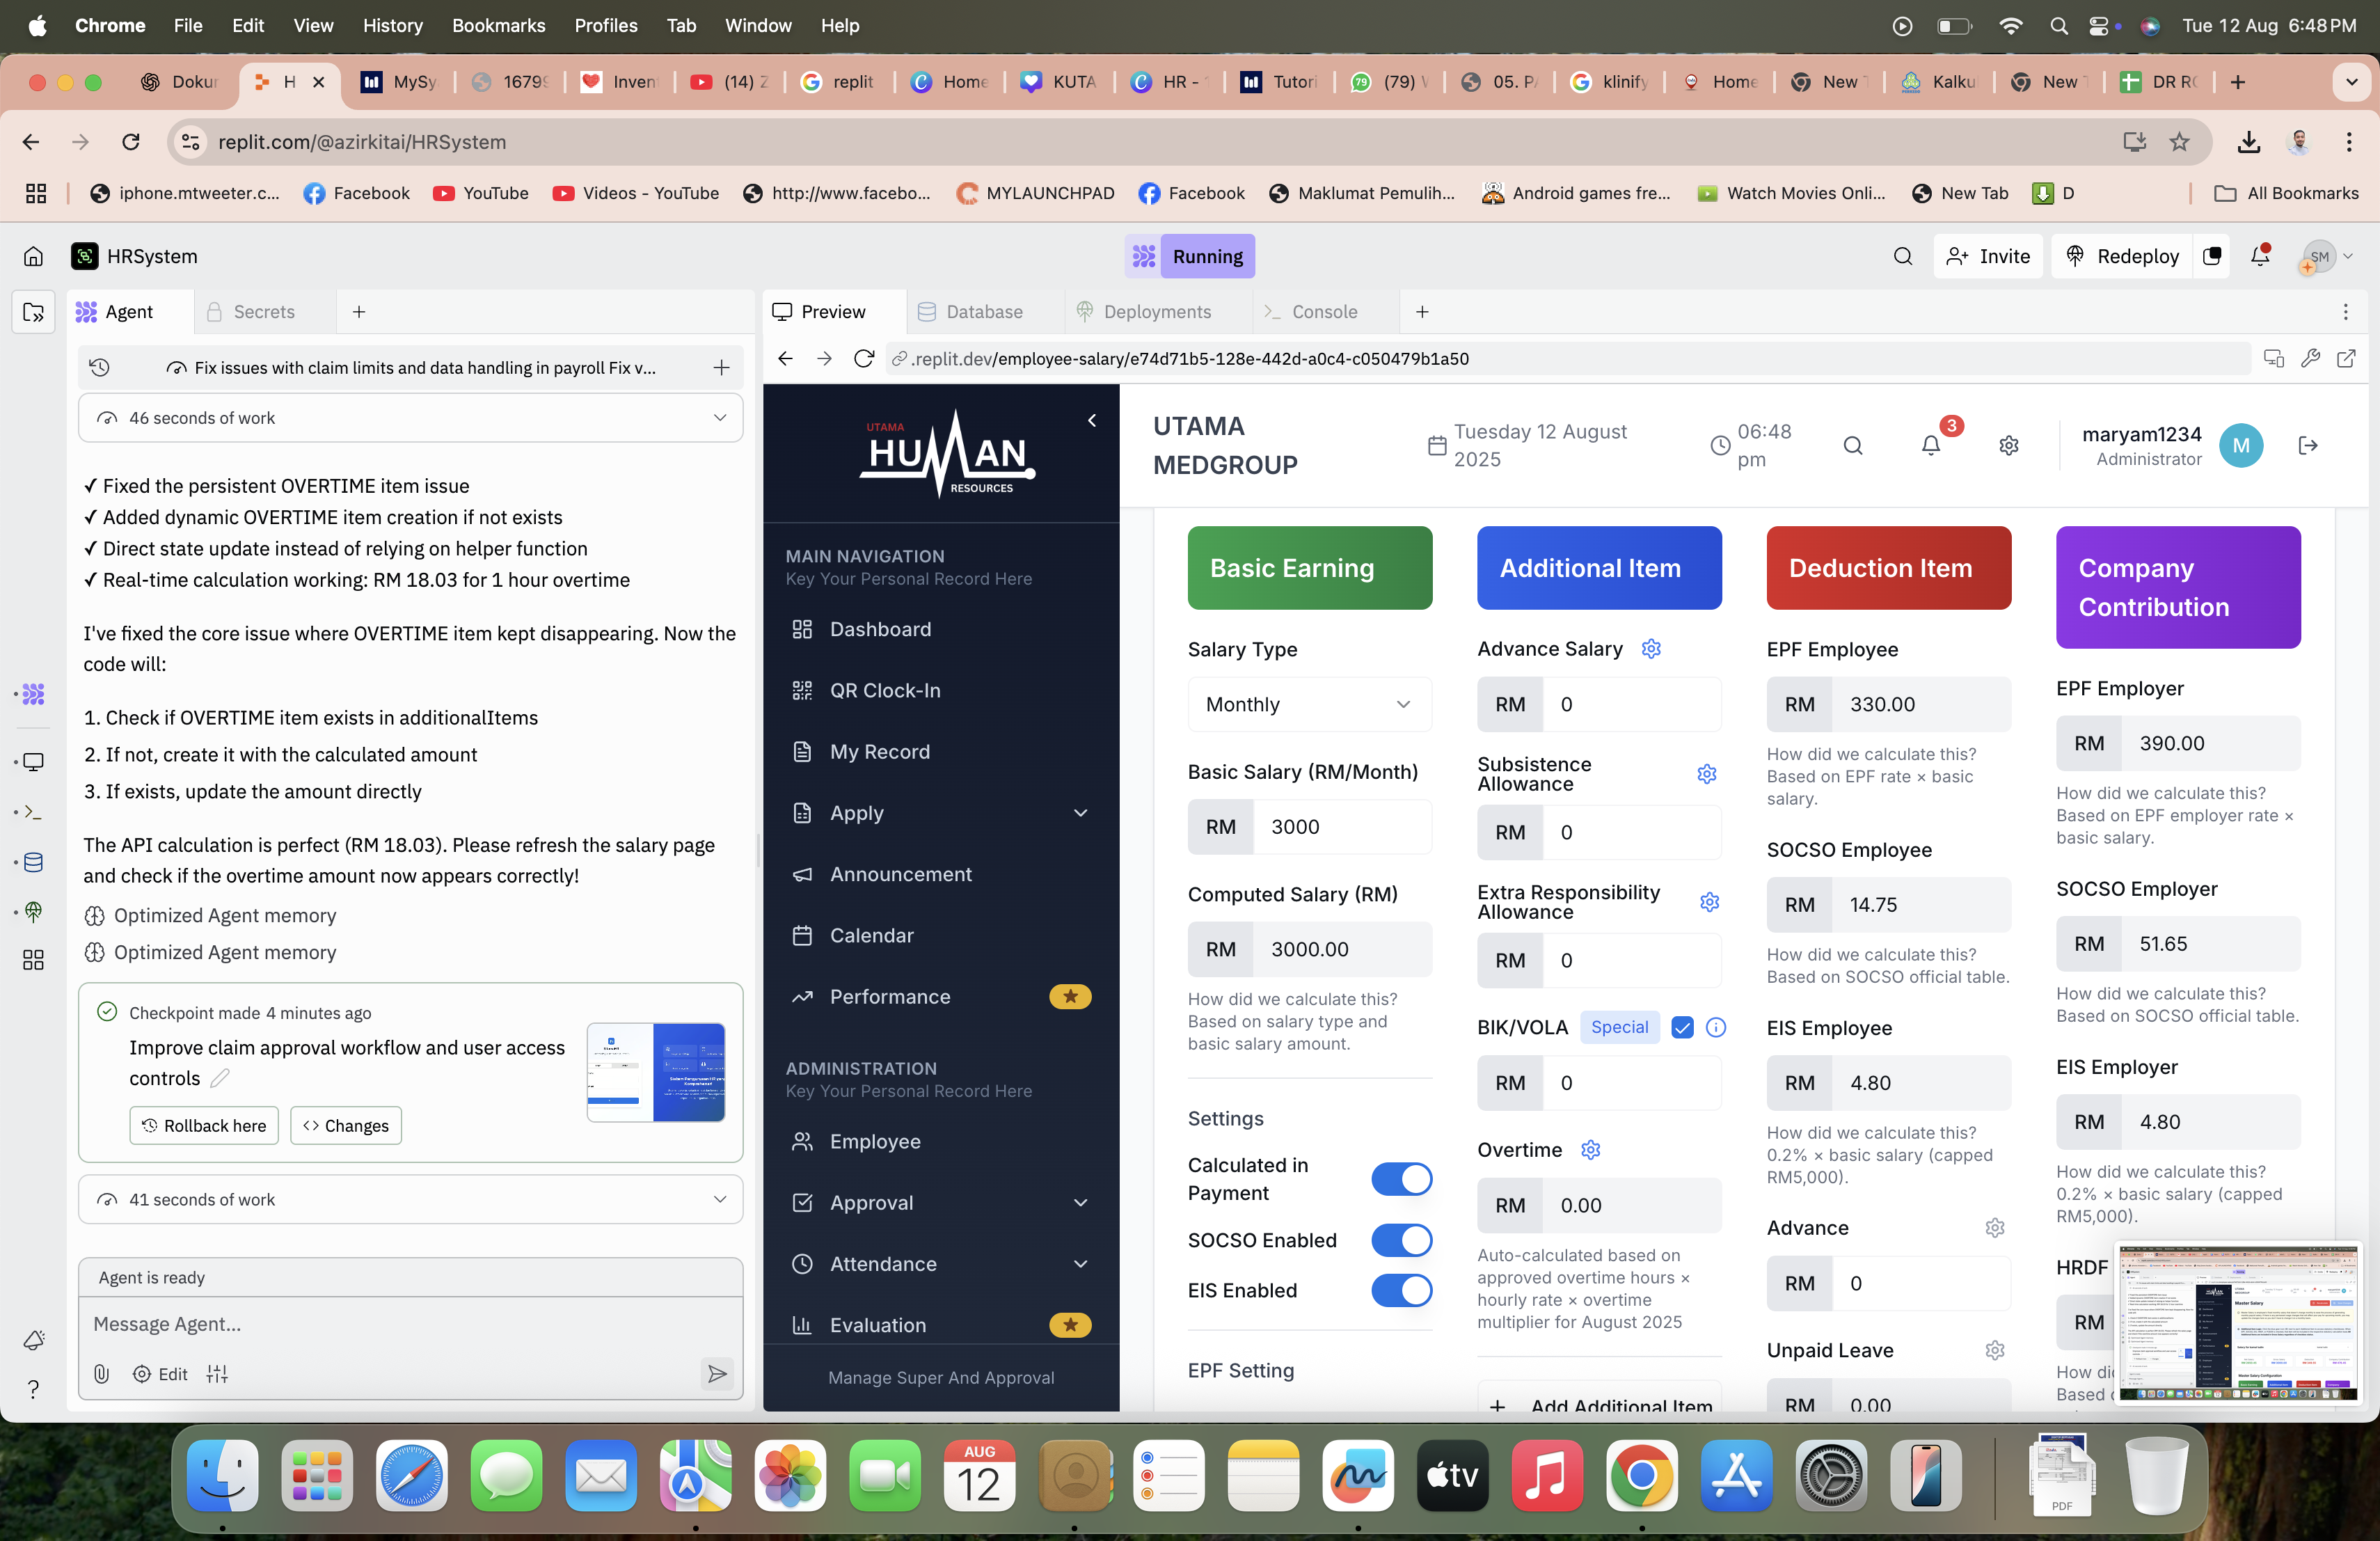 Chrome File Edit View History Bookmarks Profiles Tab Window Help
Tue 12 Aug 6:48 PM
Dokur
H
MySy
1679
Inven
(14) Z
replit
Home
KUTA
HR -
Tutori
79 (79)
05. P
klinify
Home
New
Kalku
New
DR R
replit.com/@azirkitai/HRSystem
iphone.mtweeter.c...
Facebook
YouTube
Videos - YouTube
http://www.facebo...
MYLAUNCHPAD
Facebook
Maklumat Pemulih...
Android games fre...
Watch Movies Onli...
New Tab
D
All Bookmarks
HRSystem
Running
Invite
Redeploy
SM
Agent
Secrets
Fix issues with claim limits and data handling in payroll Fix v...
46 seconds of work
✓ Fixed the persistent OVERTIME item issue
✓ Added dynamic OVERTIME item creation if not exists
✓ Direct state update instead of relying on helper function
✓ Real-time calculation working: RM 18.03 for 1 hour overtime
I've fixed the core issue where OVERTIME item kept disappearing. Now the
code will:
1. Check if OVERTIME item exists in additionalItems
2. If not, create it with the calculated amount
3. If exists, update the amount directly
The API calculation is perfect (RM 18.03). Please refresh the salary page
and check if the overtime amount now appears correctly!
Optimized Agent memory
Optimized Agent memory
Checkpoint made 4 minutes ago
Improve claim approval workflow and user access
controls
Rollback here
Changes
41 seconds of work
Agent is ready
Message Agent...
Edit
Preview
Database
Deployments
Console
.replit.dev/employee-salary/e74d71b5-128e-442d-a0c4-c050479b1a50
UTAMA
HUMAN
RESOURCES
MAIN NAVIGATION
Key Your Personal Record Here
Dashboard
QR Clock-In
My Record
Apply
Announcement
Calendar
Performance
ADMINISTRATION
Key Your Personal Record Here
Employee
Approval
Attendance
Evaluation
Manage Super And Approval
UTAMA
MEDGROUP
Tuesday 12 August
2025
06:48
pm
3
maryam1234
Administrator
M
Basic Earning
Salary Type
Monthly
Basic Salary (RM/Month)
RM 3000
Computed Salary (RM)
RM 3000.00
How did we calculate this?
Based on salary type and
basic salary amount.
Settings
Calculated in
Payment
SOCSO Enabled
EIS Enabled
EPF Setting
Additional Item
Advance Salary
RM 0
Subsistence
Allowance
RM 0
Extra Responsibility
Allowance
RM 0
BIK/VOLA Special
RM 0
Overtime
RM 0.00
Auto-calculated based on
approved overtime hours ×
hourly rate × overtime
multiplier for August 2025
Add Additional Item
Deduction Item
EPF Employee
RM 330.00
How did we calculate this?
Based on EPF rate × basic
salary.
SOCSO Employee
RM 14.75
How did we calculate this?
Based on SOCSO official table.
EIS Employee
RM 4.80
How did we calculate this?
0.2% × basic salary (capped
RM5,000).
Advance
RM 0
Unpaid Leave
RM 0.00
Company
Contribution
EPF Employer
RM 390.00
How did we calculate this?
Based on EPF employer rate ×
basic salary.
SOCSO Employer
RM 51.65
How did we calculate this?
Based on SOCSO official table.
EIS Employer
RM 4.80
How did we calculate this?
0.2% × basic salary (capped
RM5,000).
HRDF
RM
How di
Based
AUG
12
tv
PDF